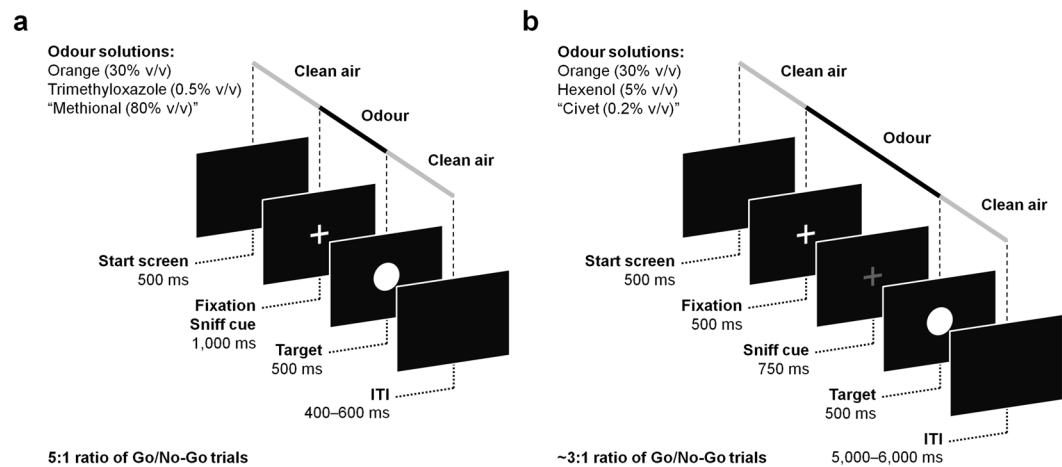 a
Odour solutions:
Orange (30% v/v)
Trimethyloxazole (0.5% v/v)
“Methional (80% v/v)”
Clean air
Odour
Clean air
Start screen
500 ms
Fixation
Sniff cue
1,000 ms
Target
500 ms
ITI
400–600 ms
5:1 ratio of Go/No-Go trials
b
Odour solutions:
Orange (30% v/v)
Hexenol (5% v/v)
“Civet (0.2% v/v)”
Clean air
Odour
Clean air
Start screen
500 ms
Fixation
500 ms
Sniff cue
750 ms
Target
500 ms
ITI
5,000–6,000 ms
~3:1 ratio of Go/No-Go trials